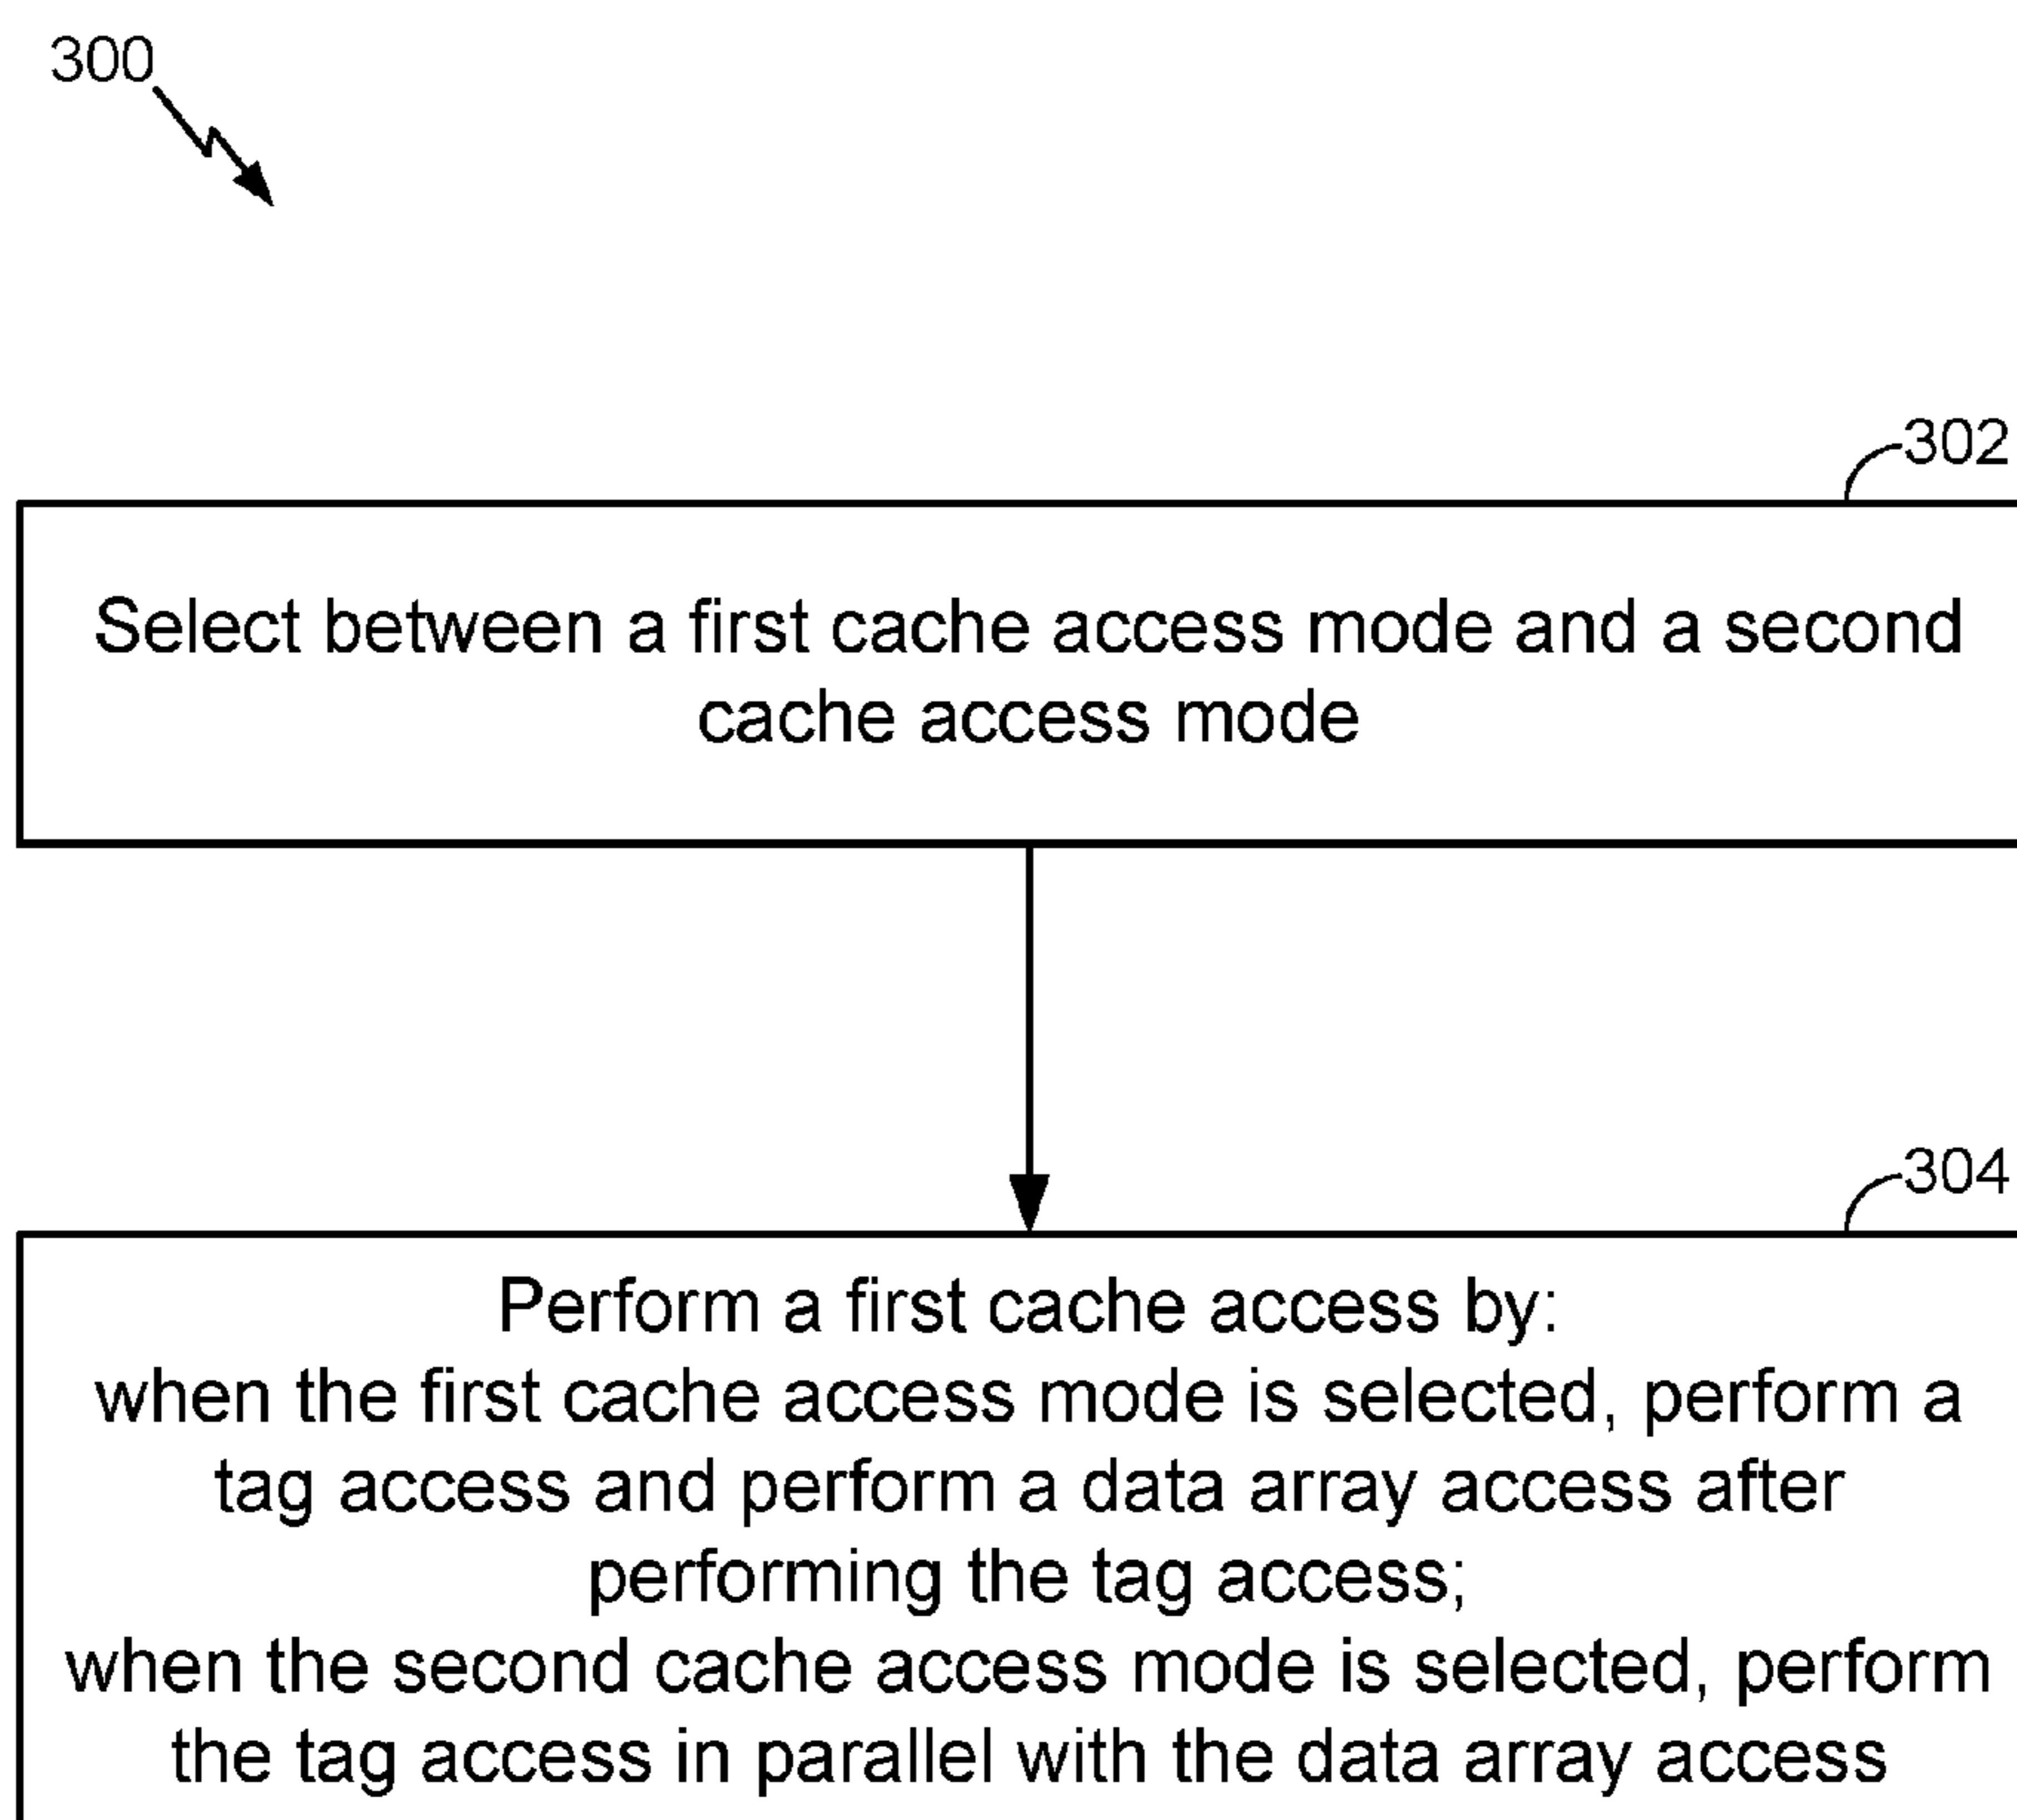 300
302
Select between a first cache access mode and a second
cache access mode
304
Perform a first cache access by:
when the first cache access mode is selected, perform a
tag access and perform a data array access after
performing the tag access;
when the second cache access mode is selected, perform
the tag access in parallel with the data array access